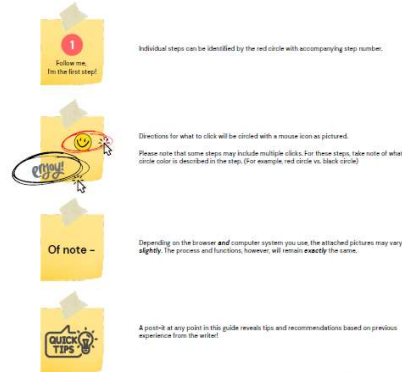 1
Follow me,
I'm the first step!
Individual steps can be identified by the red circle with accompanying step number.
enjoy!
Directions for what to click will be circled with a mouse icon as pictured.
Please note that some steps may include multiple clicks. For these steps, take note of what
circle color is described in the step. (For example, red circle vs. black circle)
Of note –
Depending on the browser and computer system you use, the attached pictures may vary
slightly. The process and functions, however, will remain exactly the same.
QUICK
TIPS
A post-it at any point in this guide reveals tips and recommendations based on previous
experience from the writer!